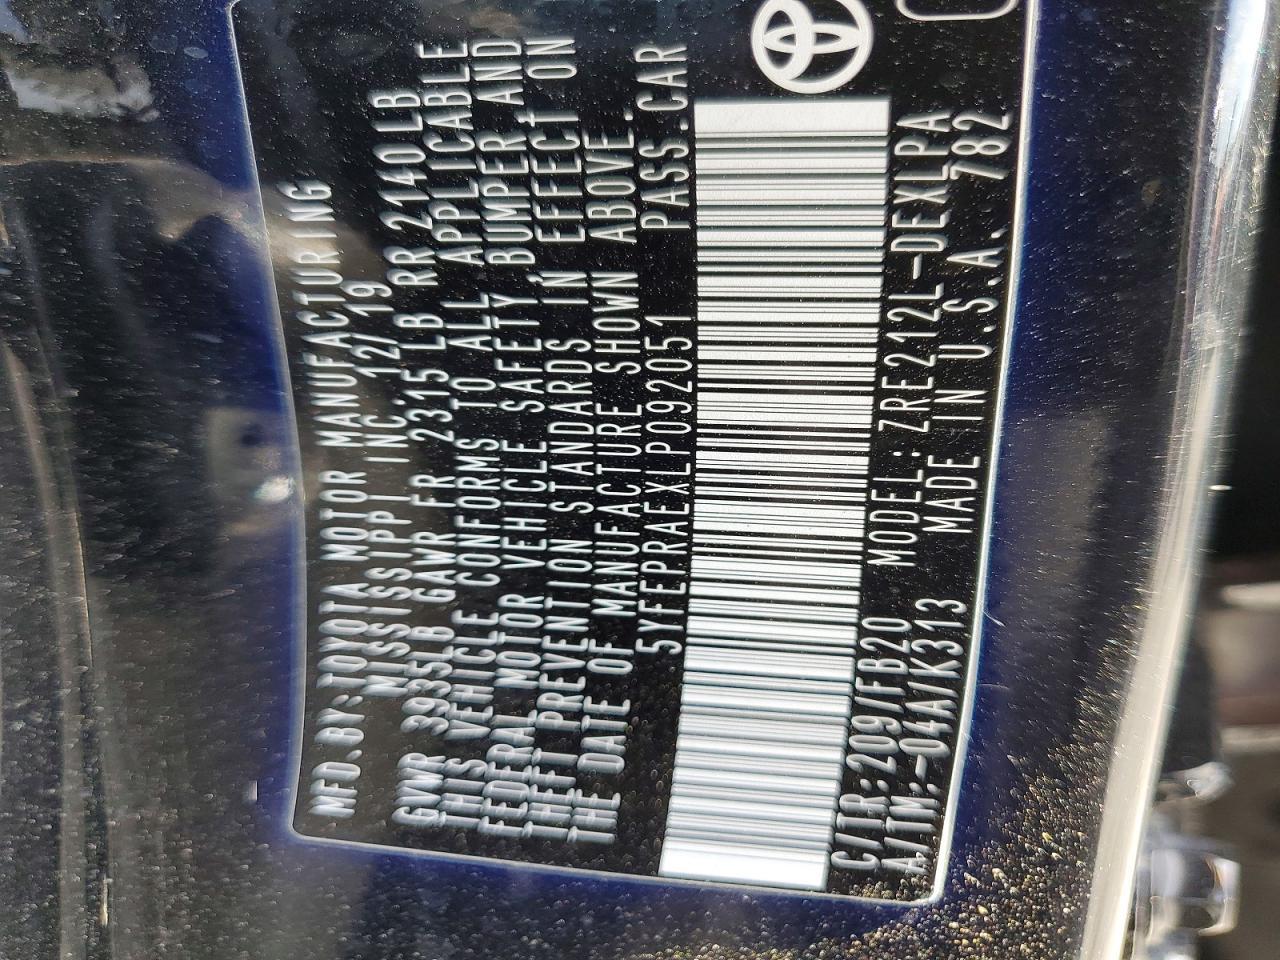 MFD.BY:TOYOTA MOTOR MANUFACTURING
MISSISSIPPI INC. 12/19
GVWR 3935LB GAWR FR 2315LB RR 2140LB
THIS VEHICLE CONFORMS TO ALL APPLICABLE
FEDERAL MOTOR VEHICLE SAFETY, BUMPER AND
THEFT PREVENTION STANDARDS IN EFFECT ON
THE DATE OF MANUFACTURE SHOWN ABOVE.
5YFEPRAEXLP092051 PASS.CAR
C/TR:209/FB20 MODEL:ZRE212L-DEXLPA
A/TM:-04A/K313 MADE IN U.S.A. 782